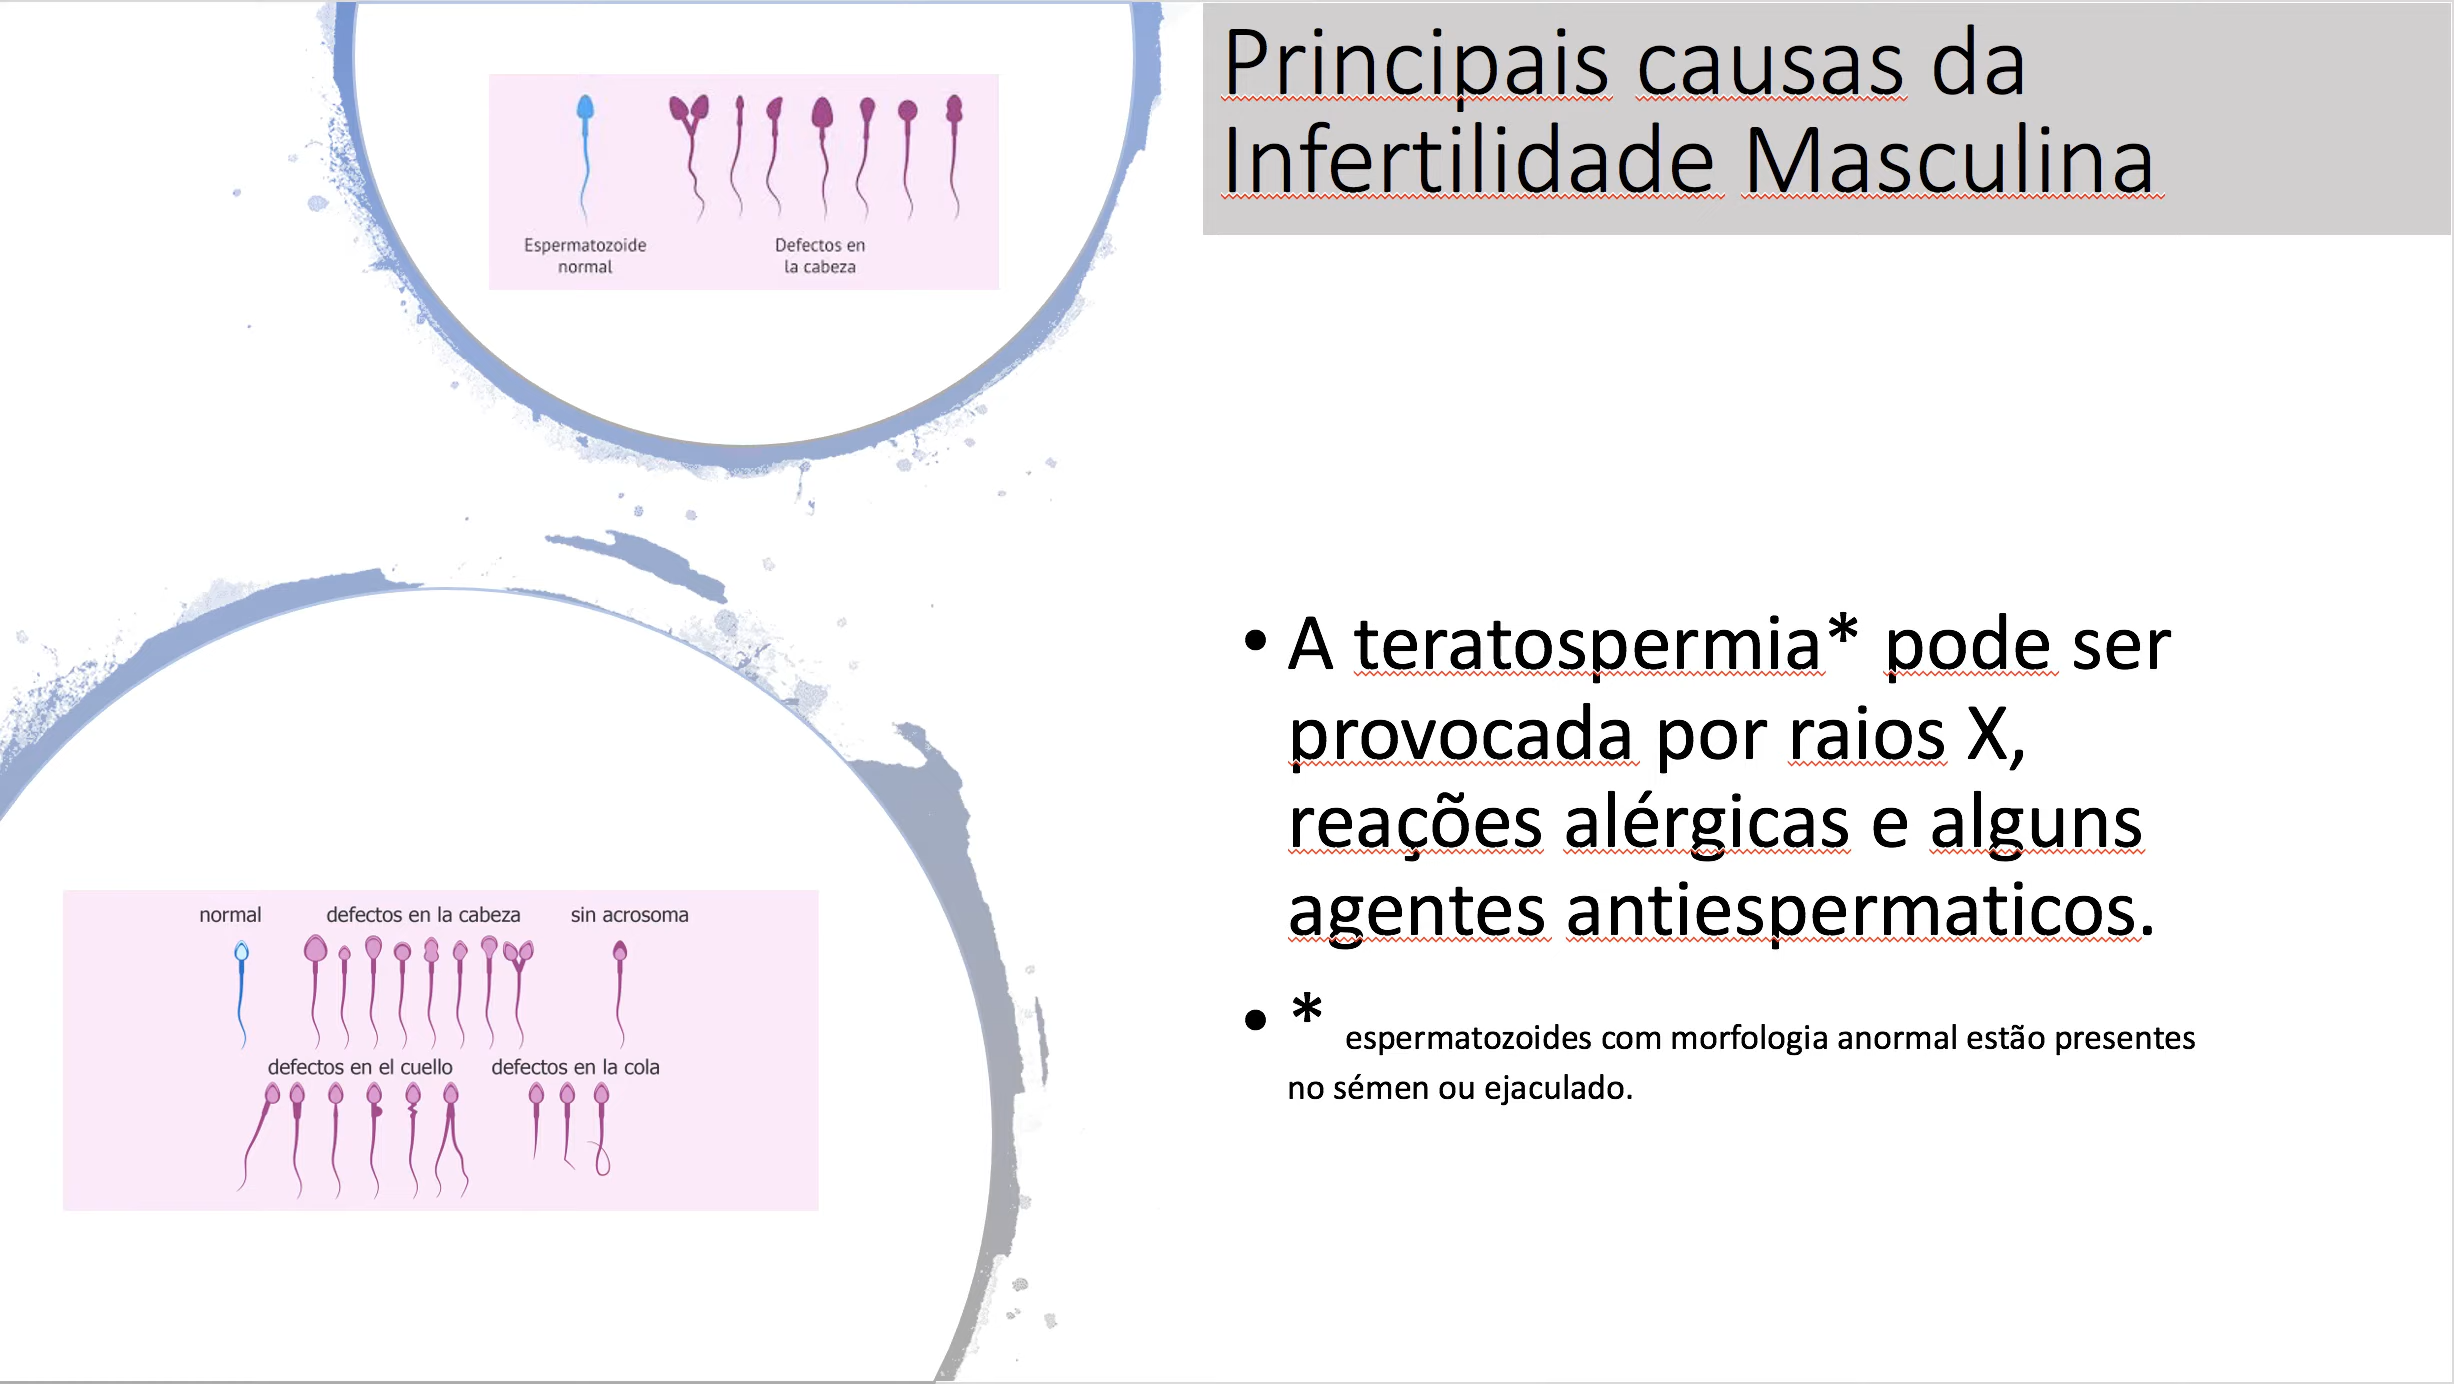 Principais causas da
Infertilidade Masculina
Espermatozoide
normal
Defectos en
la cabeza
• A teratospermia* pode ser
provocada por raios X,
reações alérgicas e alguns
agentes antiespermaticos.
• * espermatozoides com morfologia anormal estão presentes
no sémen ou ejaculado.
normal
defectos en la cabeza
sin acrosoma
defectos en el cuello
defectos en la cola